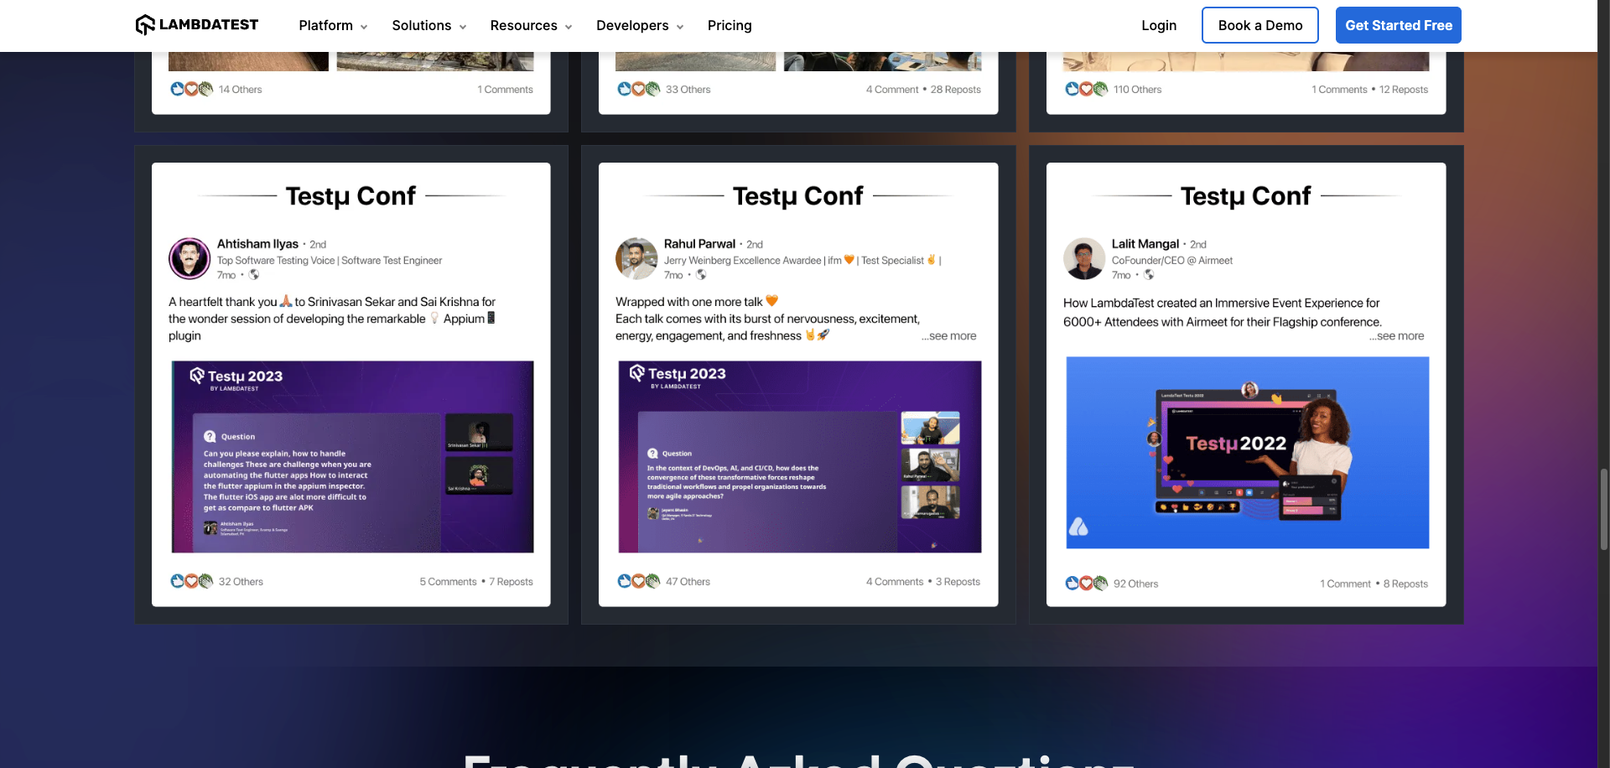 LAMBDATEST
Platform
Solutions
Resources
Developers
Pricing
Login
Book a Demo
Get Started Free
14 Others
1 Comments
33 Others
4 Comment • 28 Reposts
110 Others
1 Comments • 12 Reposts
Testμ Conf
Ahtisham Ilyas · 2nd
Top Software Testing Voice | Software Test Engineer
7mo •
A heartfelt thank you 🙏 to Srinivasan Sekar and Sai Krishna for
the wonder session of developing the remarkable 💡 Appium📱
plugin
Testμ 2023
BY LAMBDATEST
Question
Can you please explain, how to handle
challenges These are challenge when you are
automating the flutter apps How to interact
the flutter appium in the appium inspector.
The flutter iOS app are alot more difficult to
get as compare to flutter APK
Ahtisham Ilyas
Srinivasan Sekar
Sai Krishna
32 Others
5 Comments • 7 Reposts
Testμ Conf
Rahul Parwal · 2nd
Jerry Weinberg Excellence Awardee | ifm 🧡 | Test Specialist ✌ |
7mo •
Wrapped with one more talk 🧡
Each talk comes with its burst of nervousness, excitement,
energy, engagement, and freshness 🤘🚀
...see more
Testμ 2023
BY LAMBDATEST
Question
In the context of DevOps, AI, and CI/CD, how does the
convergence of these transformative forces reshape
traditional workflows and propel organizations towards
more agile approaches?
47 Others
4 Comments • 3 Reposts
Testμ Conf
Lalit Mangal · 2nd
CoFounder/CEO @ Airmeet
7mo •
How LambdaTest created an Immersive Event Experience for
6000+ Attendees with Airmeet for their Flagship conference.
...see more
LAMBDATEST
Testμ 2022
92 Others
1 Comment • 8 Reposts
Frequently Asked Questions